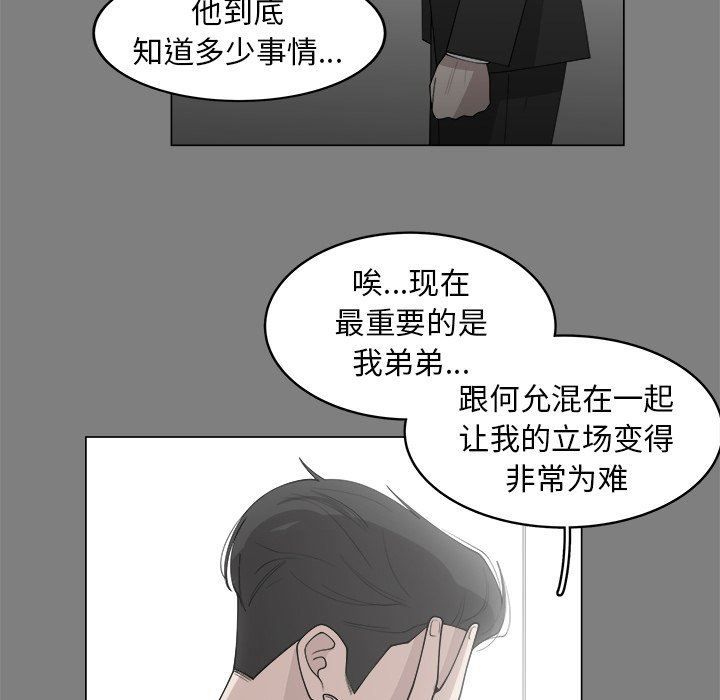 他到底
知道多少事情...
唉...现在
最重要的是
我弟弟...
跟何允混在一起
让我的立场变得
非常为难